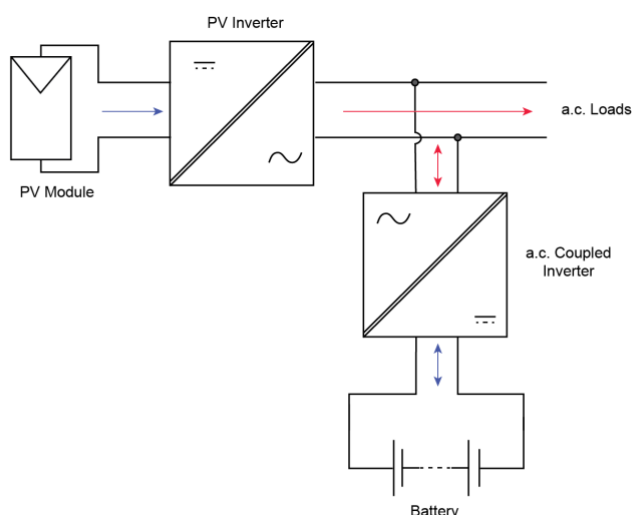 PV Inverter
a.c. Loads
PV Module
a.c. Coupled
Inverter
Battery